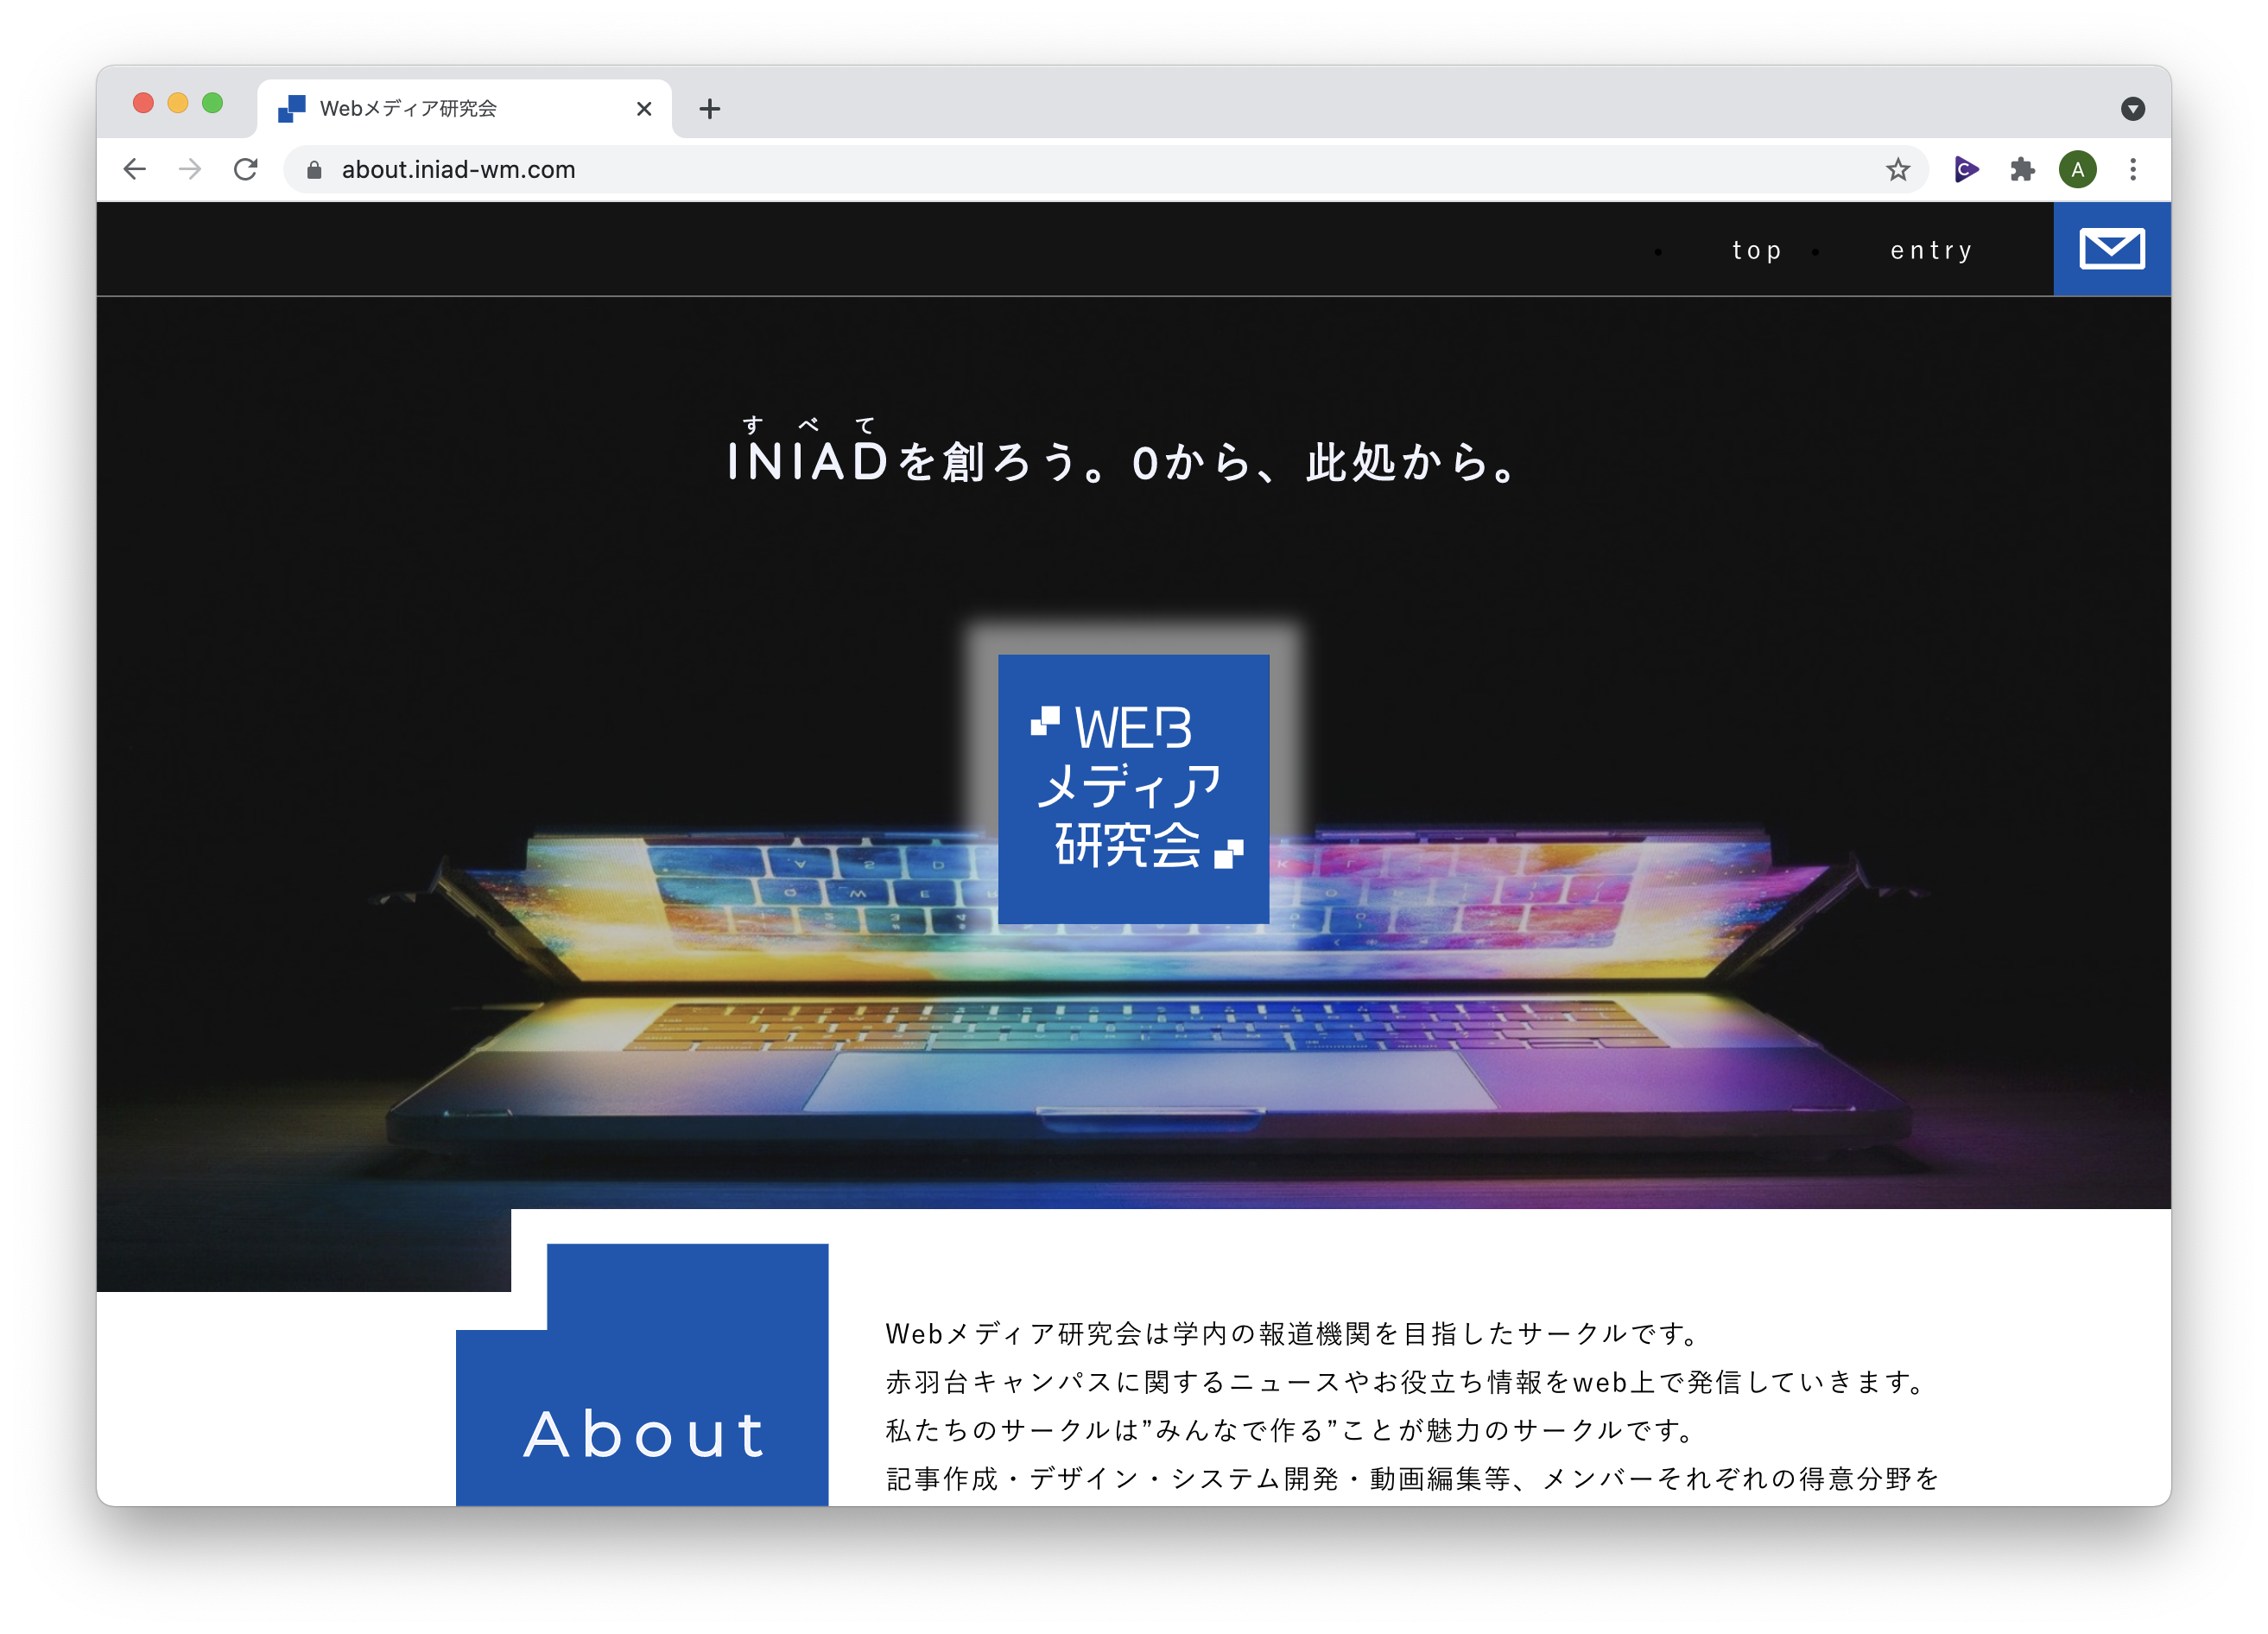 Webメディア研究会
about.iniad-wm.com
A
top
entry
すべて
INIADを創ろう。0から、此処から。
WEB
メディア
研究会
About
Webメディア研究会は学内の報道機関を目指したサークルです。
赤羽台キャンパスに関するニュースやお役立ち情報をweb上で発信していきます。
私たちのサークルは”みんなで作る”ことが魅力のサークルです。
記事作成・デザイン・システム開発・動画編集等、メンバーそれぞれの得意分野を